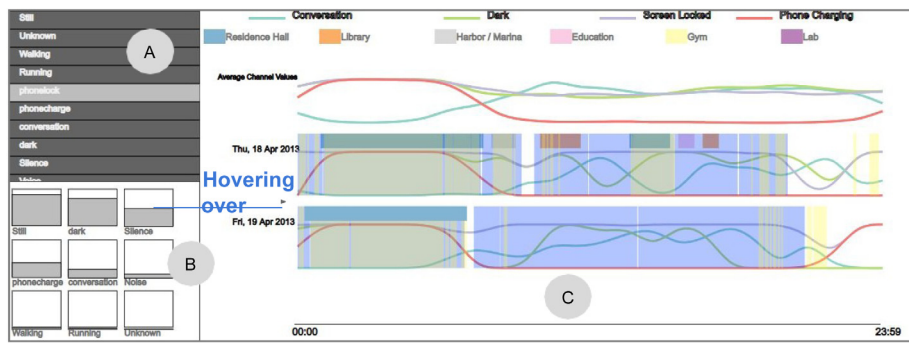 Still
Unknown
Walking
Running
phonelock
phonecharge
conversation
dark
Silence
Voice
A
Still dark Silence
phonecharge conversation Noise
Walking Running Unknown
B
Hovering
over
Conversation Dark Screen Locked Phone Charging
Residence Hall Library Harbor / Marina Education Gym Lab
Average Channel Values
Thu, 18 Apr 2013
Fri, 19 Apr 2013
C
00:00 23:59